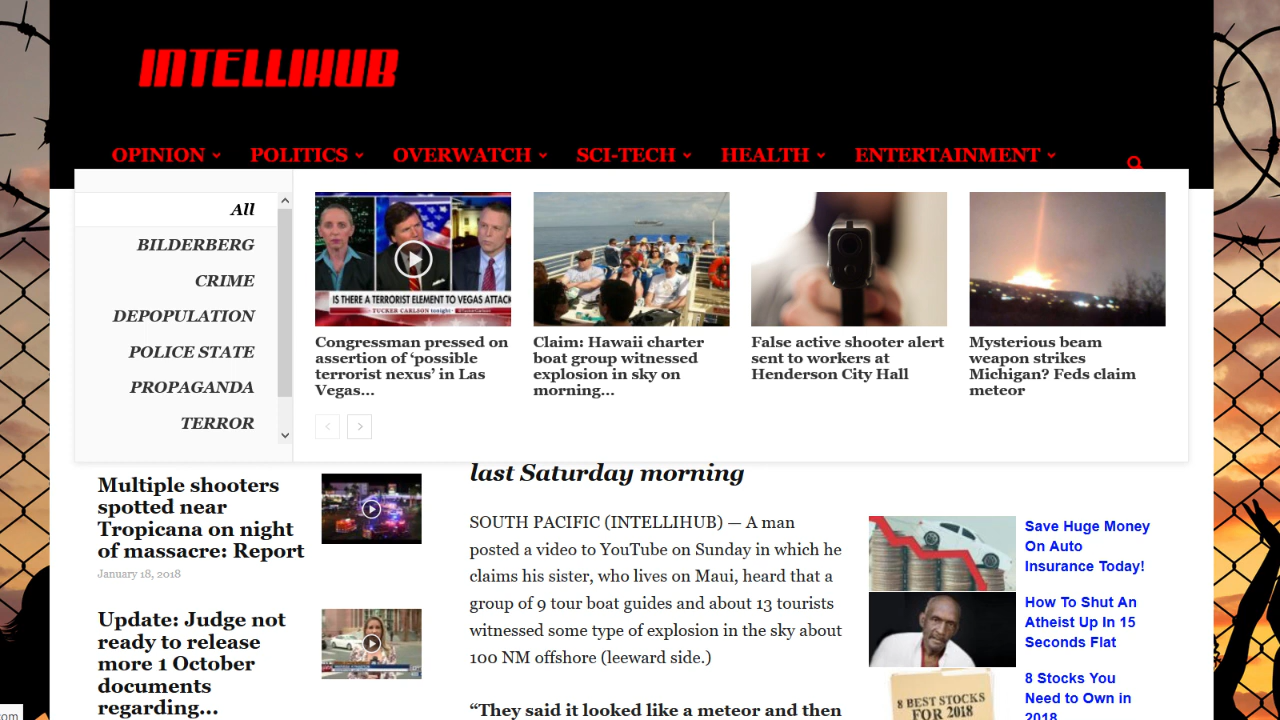 INTELLIHUB
OPINION
POLITICS
OVERWATCH
SCI-TECH
HEALTH
ENTERTAINMENT
All
BILDERBERG
CRIME
DEPOPULATION
POLICE STATE
PROPAGANDA
TERROR
IS THERE A TERRORIST ELEMENT TO VEGAS ATTACK
TUCKER CARLSON tonight
Congressman pressed on
assertion of ‘possible
terrorist nexus’ in Las
Vegas...
Claim: Hawaii charter
boat group witnessed
explosion in sky on
morning...
False active shooter alert
sent to workers at
Henderson City Hall
Mysterious beam
weapon strikes
Michigan? Feds claim
meteor
Multiple shooters
spotted near
Tropicana on night
of massacre: Report
January 18, 2018
Update: Judge not
ready to release
more 1 October
documents
regarding...
last Saturday morning
SOUTH PACIFIC (INTELLIHUB) — A man
posted a video to YouTube on Sunday in which he
claims his sister, who lives on Maui, heard that a
group of 9 tour boat guides and about 13 tourists
witnessed some type of explosion in the sky about
100 NM offshore (leeward side.)
“They said it looked like a meteor and then
Save Huge Money
On Auto
Insurance Today!
How To Shut An
Atheist Up In 15
Seconds Flat
8 BEST STOCKS
FOR 2018
8 Stocks You
Need to Own in
2018
com